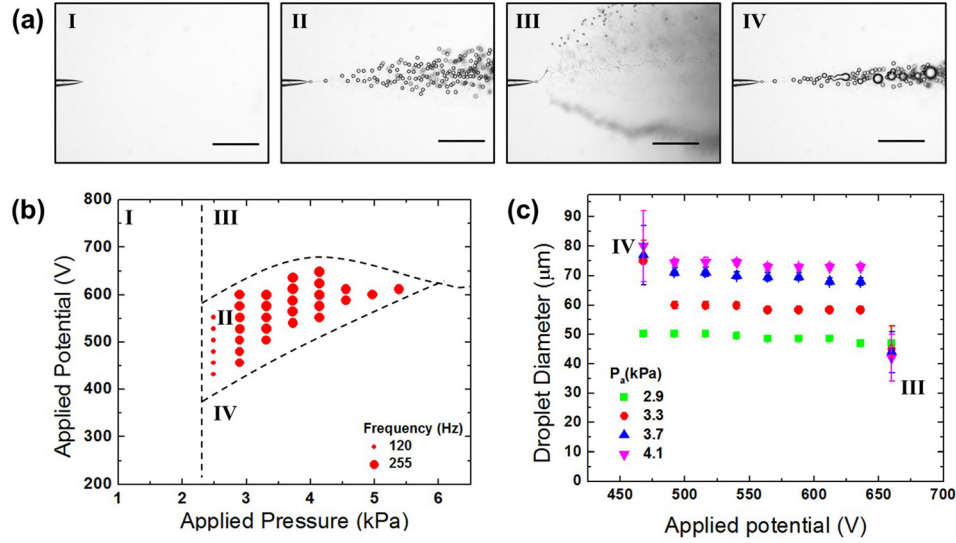 (a)
I
II
III
IV
(b)
800
700
600
500
400
300
200
Applied Potential (V)
I
III
II
IV
Frequency (Hz)
120
255
1
2
3
4
5
6
Applied Pressure (kPa)
(c)
90
80
70
60
50
40
30
20
10
0
Droplet Diameter (μm)
IV
III
Pa(kPa)
2.9
3.3
3.7
4.1
450
500
550
600
650
700
Applied potential (V)